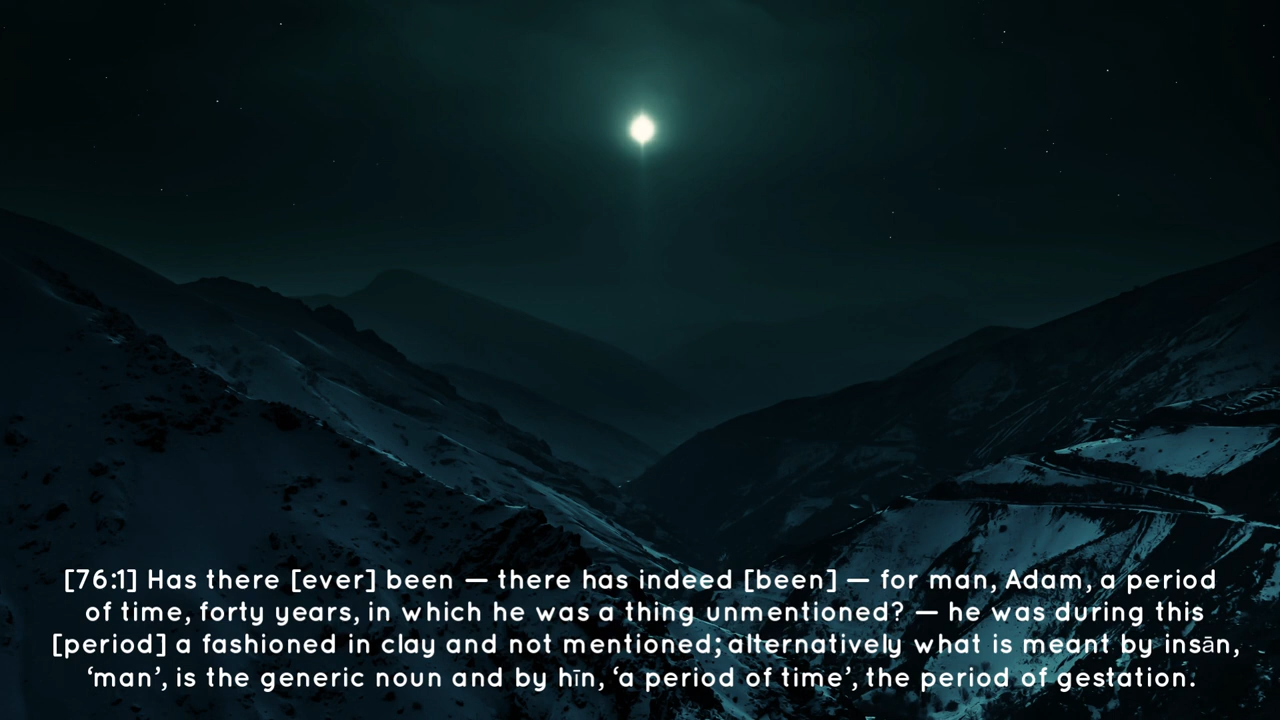 [76:1] Has there [ever] been — there has indeed [been] — for man, Adam, a period
of time, forty years, in which he was a thing unmentioned? — he was during this
[period] a fashioned in clay and not mentioned; alternatively what is meant by insān,
‘man’, is the generic noun and by hīn, ‘a period of time’, the period of gestation.